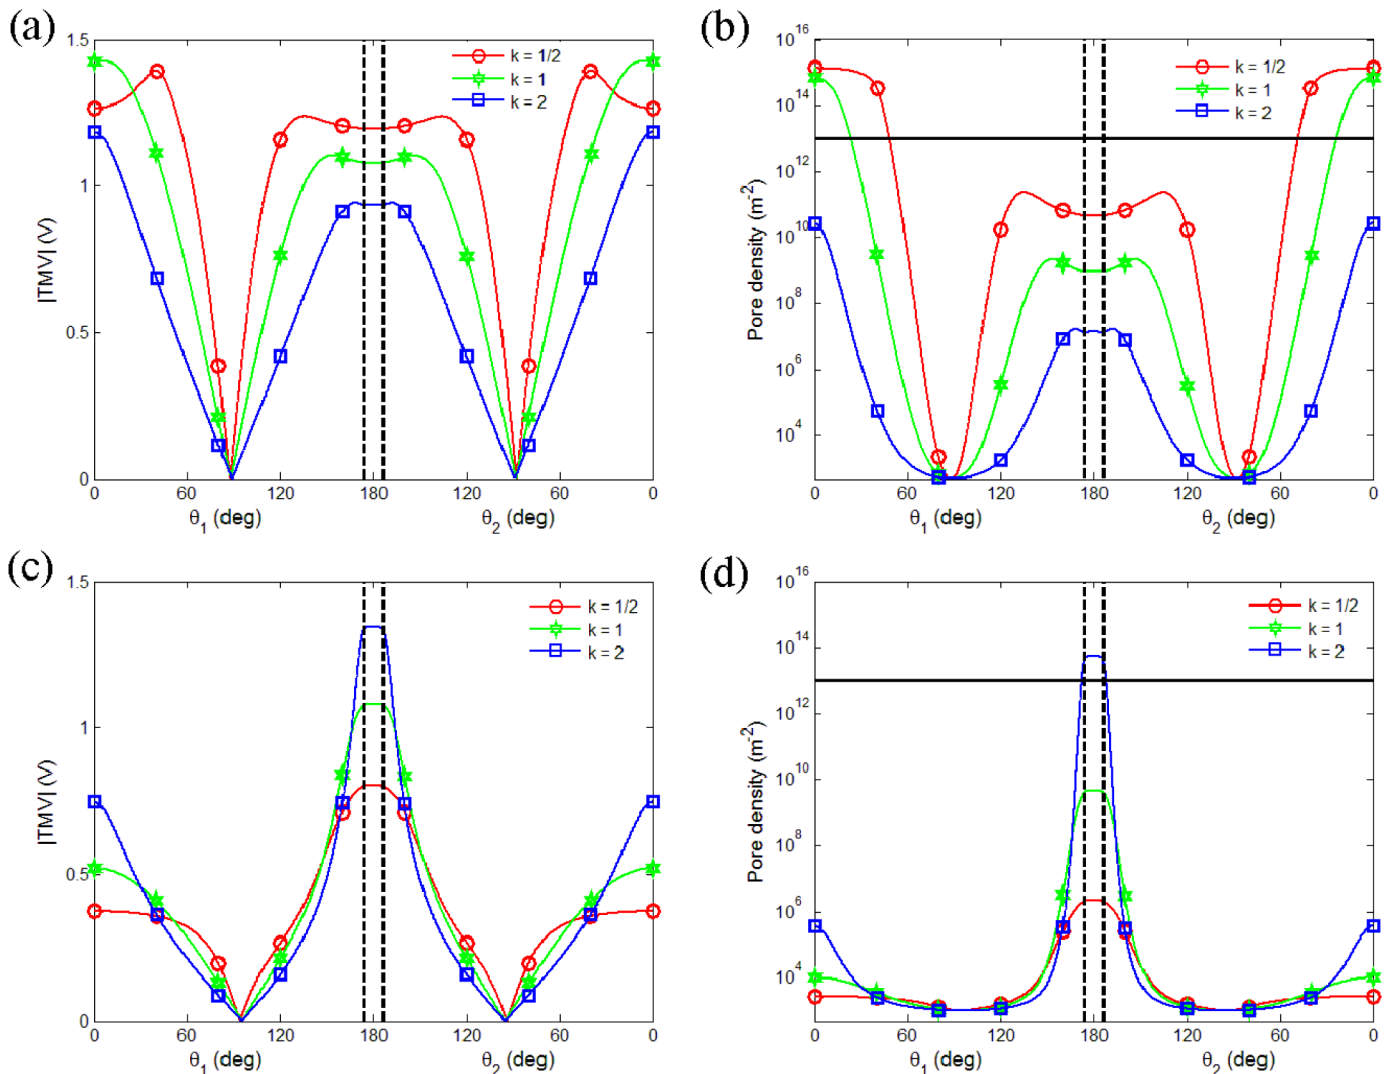 (a)
1.5
1
0.5
0
|TMV| (V)
k = 1/2
k = 1
k = 2
0 60 120 180 120 60 0
θ1 (deg) θ2 (deg)
(b)
10^16
10^14
10^12
10^10
10^8
10^6
10^4
Pore density (m^-2)
k = 1/2
k = 1
k = 2
0 60 120 180 120 60 0
θ1 (deg) θ2 (deg)
(c)
1.5
1
0.5
0
|TMV| (V)
k = 1/2
k = 1
k = 2
0 60 120 180 120 60 0
θ1 (deg) θ2 (deg)
(d)
10^16
10^14
10^12
10^10
10^8
10^6
10^4
Pore density (m^-2)
k = 1/2
k = 1
k = 2
0 60 120 180 120 60 0
θ1 (deg) θ2 (deg)